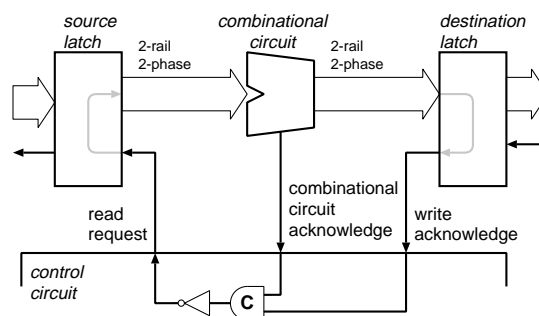 source
latch
combinational
circuit
destination
latch
2-rail
2-phase
2-rail
2-phase
read
request
combinational
circuit
acknowledge
write
acknowledge
control
circuit
C